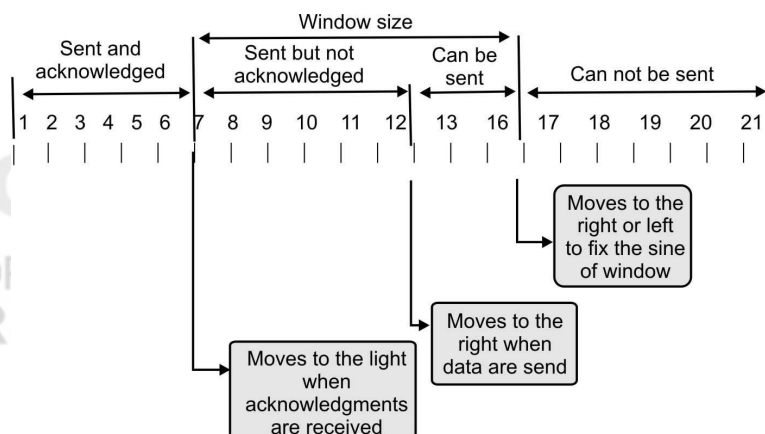 Window size
Sent and
acknowledged
Sent but not
acknowledged
Can be
sent
Can not be sent
1 2 3 4 5 6 7 8 9 10 11 12 13 16 17 18 19 20 21
Moves to the
right or left
to fix the sine
of window
Moves to the
right when
data are send
Moves to the light
when
acknowledgments
are received